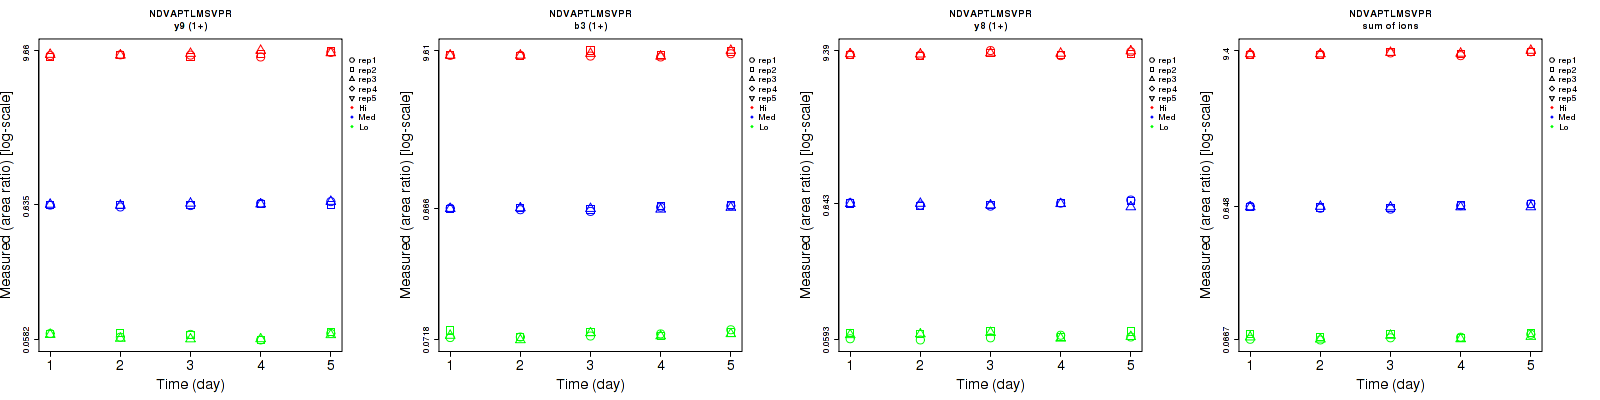 NDVAPTLMSVPR
y9 (1+)
Measured (area ratio) [log-scale]
9.66
0.835
0.0582
1 2 3 4 5
Time (day)
rep1
rep2
rep3
rep4
rep5
Hi
Med
Lo
NDVAPTLMSVPR
b3 (1+)
Measured (area ratio) [log-scale]
9.61
0.866
0.0718
1 2 3 4 5
Time (day)
rep1
rep2
rep3
rep4
rep5
Hi
Med
Lo
NDVAPTLMSVPR
y8 (1+)
Measured (area ratio) [log-scale]
9.39
0.843
0.0593
1 2 3 4 5
Time (day)
rep1
rep2
rep3
rep4
rep5
Hi
Med
Lo
NDVAPTLMSVPR
sum of ions
Measured (area ratio) [log-scale]
9.4
0.848
0.0667
1 2 3 4 5
Time (day)
rep1
rep2
rep3
rep4
rep5
Hi
Med
Lo